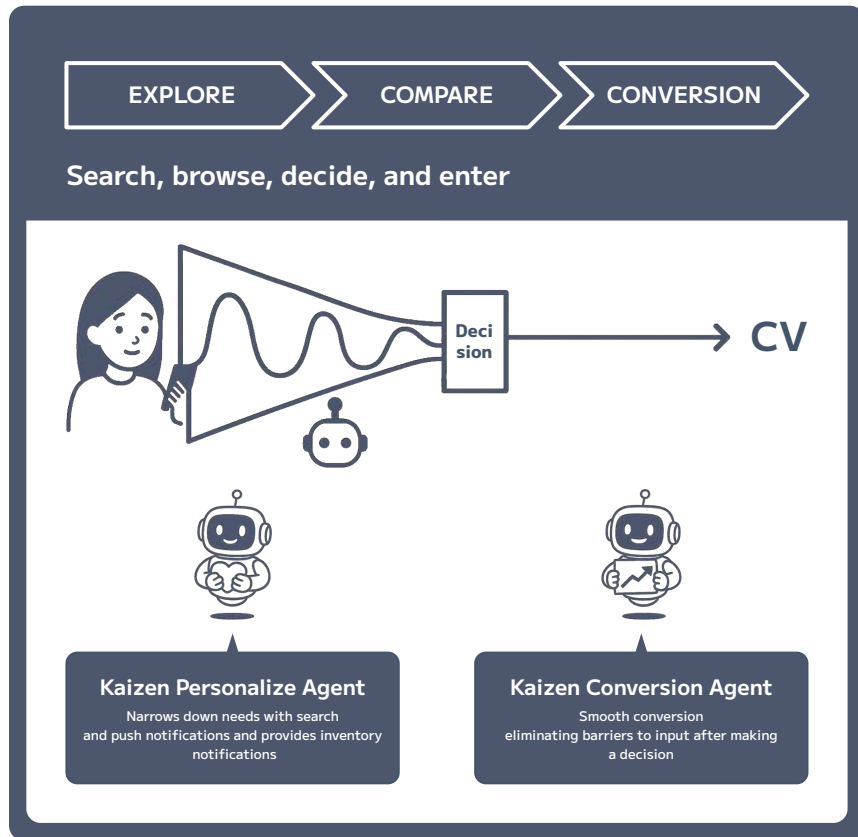 EXPLORE
COMPARE
CONVERSION
Search, browse, decide, and enter
Deci
sion
CV
Kaizen Personalize Agent
Narrows down needs with search
and push notifications and provides inventory
notifications
Kaizen Conversion Agent
Smooth conversion
eliminating barriers to input after making
a decision